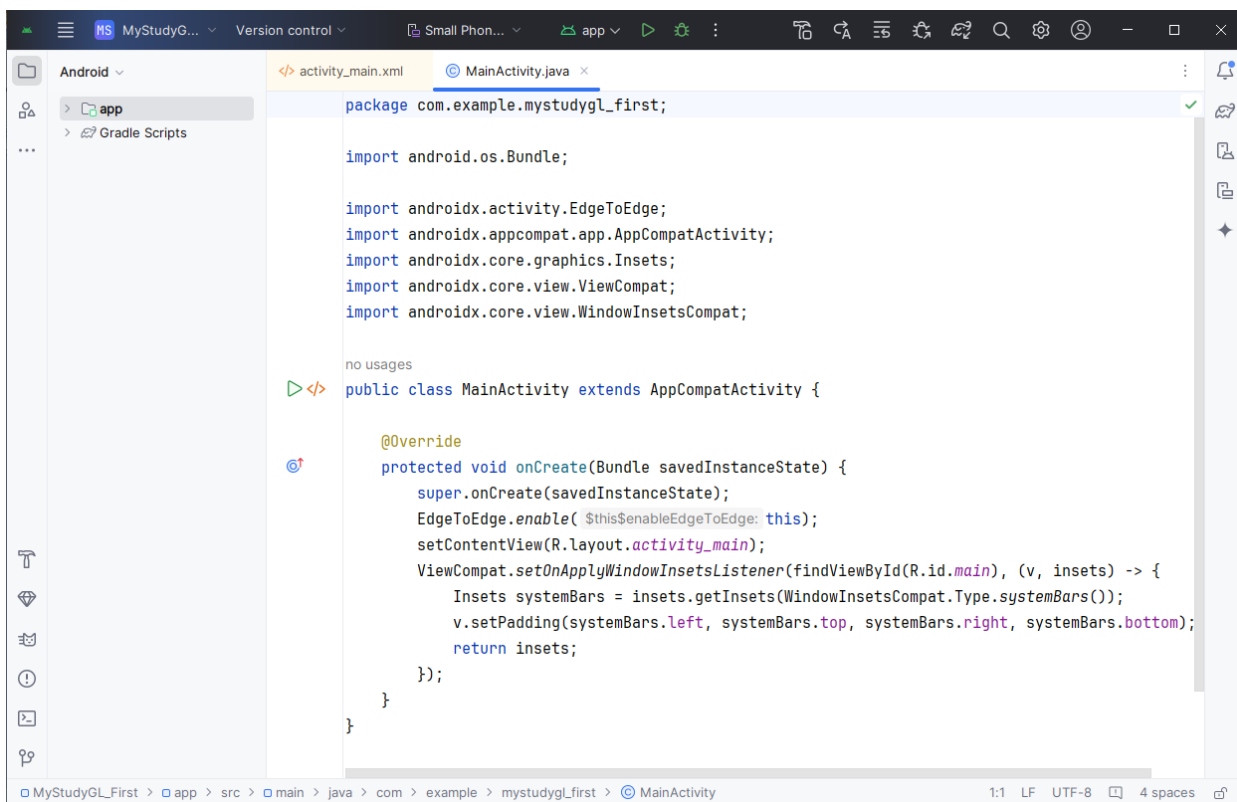 MS MyStudyG... Version control Small Phon... app
Android
app
Gradle Scripts
activity_main.xml MainActivity.java
package com.example.mystudygl_first;
import android.os.Bundle;
import androidx.activity.EdgeToEdge;
import androidx.appcompat.app.AppCompatActivity;
import androidx.core.graphics.Insets;
import androidx.core.view.ViewCompat;
import androidx.core.view.WindowInsetsCompat;
no usages
public class MainActivity extends AppCompatActivity {
@Override
protected void onCreate(Bundle savedInstanceState) {
super.onCreate(savedInstanceState);
EdgeToEdge.enable( $this$enableEdgeToEdge: this);
setContentView(R.layout.activity_main);
ViewCompat.setOnApplyWindowInsetsListener(findViewById(R.id.main), (v, insets) -> {
Insets systemBars = insets.getInsets(WindowInsetsCompat.Type.systemBars());
v.setPadding(systemBars.left, systemBars.top, systemBars.right, systemBars.bottom);
return insets;
});
}
}
MyStudyGL_First > app > src > main > java > com > example > mystudygl_first > MainActivity 1:1 LF UTF-8 4 spaces